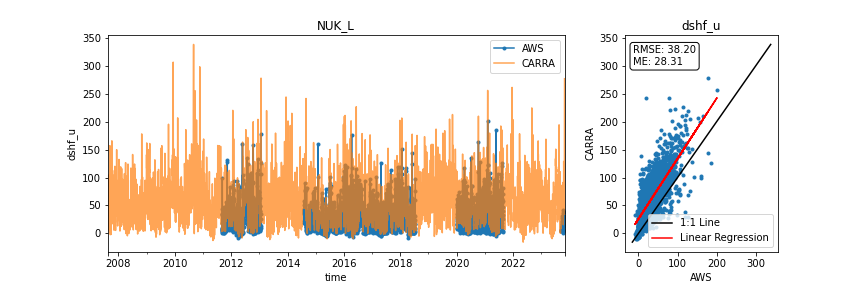 NUK_L
dshf_u
350
300
250
200
150
100
50
0
2008
2010
2012
2014
2016
2018
2020
2022
time
AWS
CARRA
dshf_u
CARRA
350
300
250
200
150
100
50
0
0
100
200
300
AWS
RMSE: 38.20
ME: 28.31
1:1 Line
Linear Regression